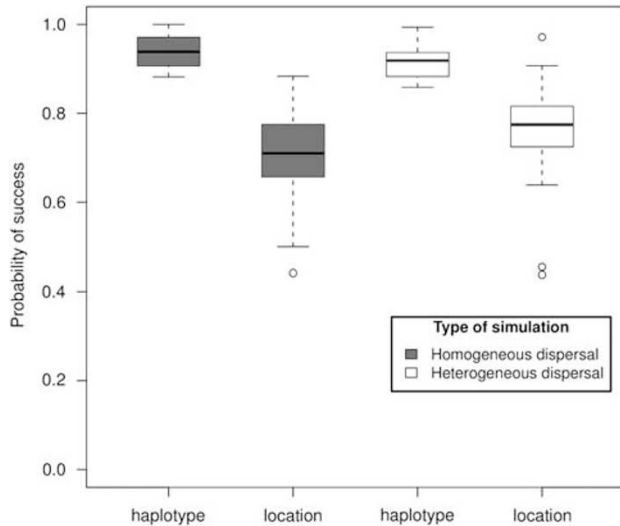 Probability of success
1.0
0.8
0.6
0.4
0.2
0.0
Type of simulation
Homogeneous dispersal
Heterogeneous dispersal
haplotype location haplotype location